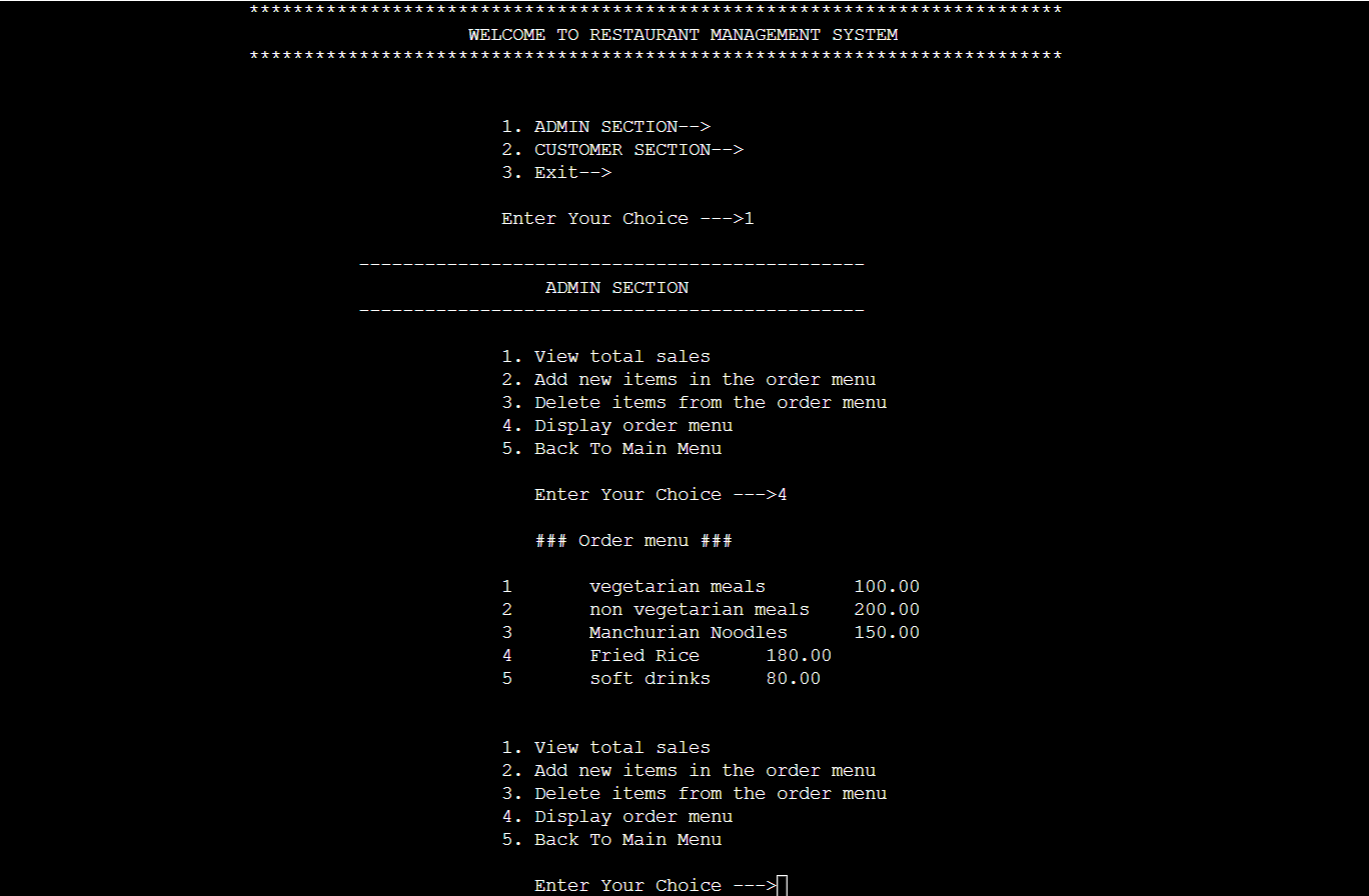 **************************************************************************
WELCOME TO RESTAURANT MANAGEMENT SYSTEM
**************************************************************************
1. ADMIN SECTION-->
2. CUSTOMER SECTION-->
3. Exit-->
Enter Your Choice --->1
----------------------------------------------
ADMIN SECTION
----------------------------------------------
1. View total sales
2. Add new items in the order menu
3. Delete items from the order menu
4. Display order menu
5. Back To Main Menu
Enter Your Choice --->4
### Order menu ###
1 vegetarian meals 100.00
2 non vegetarian meals 200.00
3 Manchurian Noodles 150.00
4 Fried Rice 180.00
5 soft drinks 80.00
1. View total sales
2. Add new items in the order menu
3. Delete items from the order menu
4. Display order menu
5. Back To Main Menu
Enter Your Choice --->